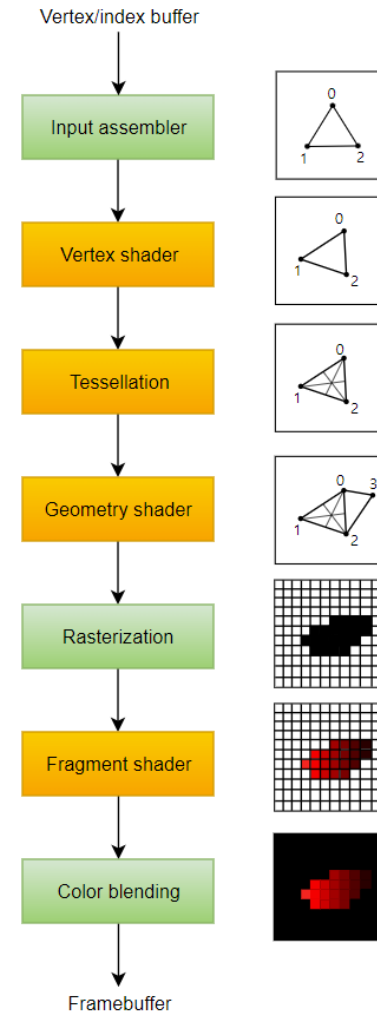 Vertex/index buffer
Input assembler
0
1
2
Vertex shader
0
1
2
Tessellation
0
1
2
Geometry shader
0
3
1
2
Rasterization
Fragment shader
Color blending
Framebuffer